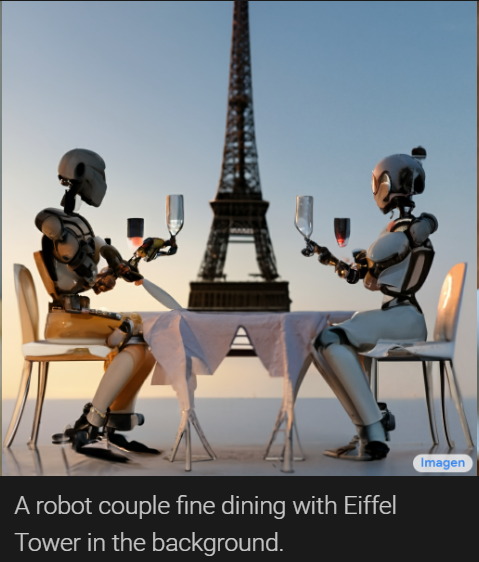 Imagen
A robot couple fine dining with Eiffel
Tower in the background.